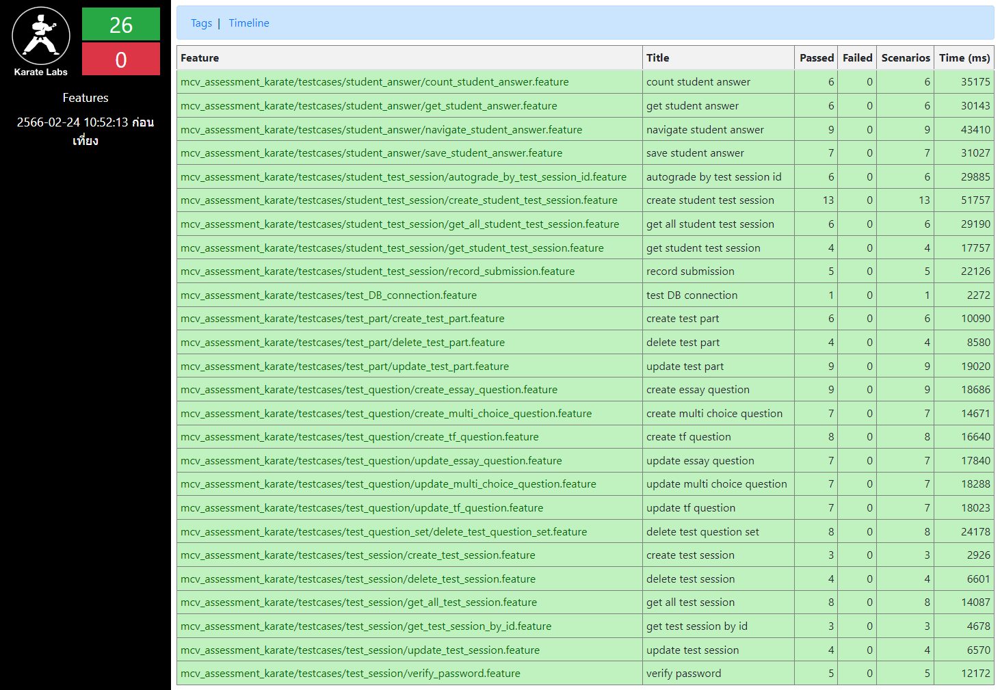 Karate Labs
26
0
Features
2566-02-24 10:52:13 ก่อน
เที่ยง
Tags | Timeline
Feature Title Passed Failed Scenarios Time (ms)
mcv_assessment_karate/testcases/student_answer/count_student_answer.feature count student answer 6 0 6 35175
mcv_assessment_karate/testcases/student_answer/get_student_answer.feature get student answer 6 0 6 30143
mcv_assessment_karate/testcases/student_answer/navigate_student_answer.feature navigate student answer 9 0 9 43410
mcv_assessment_karate/testcases/student_answer/save_student_answer.feature save student answer 7 0 7 31027
mcv_assessment_karate/testcases/student_test_session/autograde_by_test_session_id.feature autograde by test session id 6 0 6 29885
mcv_assessment_karate/testcases/student_test_session/create_student_test_session.feature create student test session 13 0 13 51757
mcv_assessment_karate/testcases/student_test_session/get_all_student_test_session.feature get all student test session 6 0 6 29190
mcv_assessment_karate/testcases/student_test_session/get_student_test_session.feature get student test session 4 0 4 17757
mcv_assessment_karate/testcases/student_test_session/record_submission.feature record submission 5 0 5 22126
mcv_assessment_karate/testcases/test_DB_connection.feature test DB connection 1 0 1 2272
mcv_assessment_karate/testcases/test_part/create_test_part.feature create test part 6 0 6 10090
mcv_assessment_karate/testcases/test_part/delete_test_part.feature delete test part 4 0 4 8580
mcv_assessment_karate/testcases/test_part/update_test_part.feature update test part 9 0 9 19020
mcv_assessment_karate/testcases/test_question/create_essay_question.feature create essay question 9 0 9 18686
mcv_assessment_karate/testcases/test_question/create_multi_choice_question.feature create multi choice question 7 0 7 14671
mcv_assessment_karate/testcases/test_question/create_tf_question.feature create tf question 8 0 8 16640
mcv_assessment_karate/testcases/test_question/update_essay_question.feature update essay question 7 0 7 17840
mcv_assessment_karate/testcases/test_question/update_multi_choice_question.feature update multi choice question 7 0 7 18288
mcv_assessment_karate/testcases/test_question/update_tf_question.feature update tf question 7 0 7 18023
mcv_assessment_karate/testcases/test_question_set/delete_test_question_set.feature delete test question set 8 0 8 24178
mcv_assessment_karate/testcases/test_session/create_test_session.feature create test session 3 0 3 2926
mcv_assessment_karate/testcases/test_session/delete_test_session.feature delete test session 4 0 4 6601
mcv_assessment_karate/testcases/test_session/get_all_test_session.feature get all test session 8 0 8 14087
mcv_assessment_karate/testcases/test_session/get_test_session_by_id.feature get test session by id 3 0 3 4678
mcv_assessment_karate/testcases/test_session/update_test_session.feature update test session 4 0 4 6570
mcv_assessment_karate/testcases/test_session/verify_password.feature verify password 5 0 5 12172